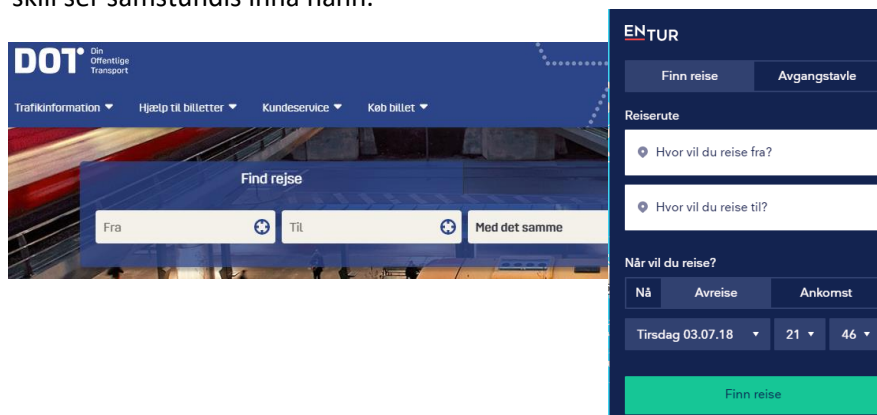 skill ser samstundis inná hann.
DOT Din
Offentlige
Transport
Trafikinformation Hjælp til billetter Kundeservice Køb billet
Find rejse
Fra Til Med det samme
ENTUR
Finn reise Avgangstavle
Reiserute
Hvor vil du reise fra?
Hvor vil du reise til?
Når vil du reise?
Nå Avreise Ankomst
Tirsdag 03.07.18 21 46
Finn reise